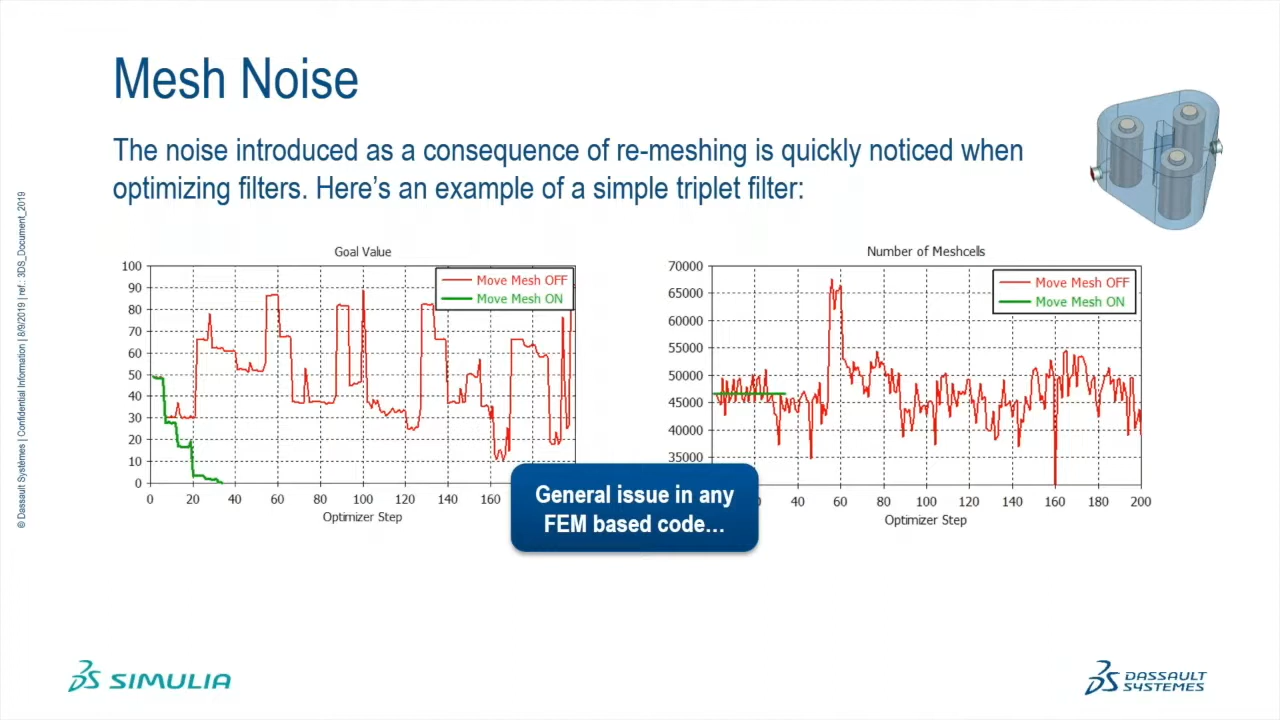 Mesh Noise
The noise introduced as a consequence of re-meshing is quickly noticed when
optimizing filters. Here's an example of a simple triplet filter:
© Dassault Systèmes | Confidential Information | 8/9/2019 | ref.: 3DS_Document_2019
Goal Value
Move Mesh OFF
Move Mesh ON
100
90
80
70
60
50
40
30
20
10
0
0 20 40 60 80 100 120 140 160
Optimizer Step
Number of Meshcells
Move Mesh OFF
Move Mesh ON
70000
65000
60000
55000
50000
45000
40000
35000
40 60 80 100 120 140 160 180 200
Optimizer Step
General issue in any
FEM based code…
SIMULIA
DASSAULT
SYSTEMES